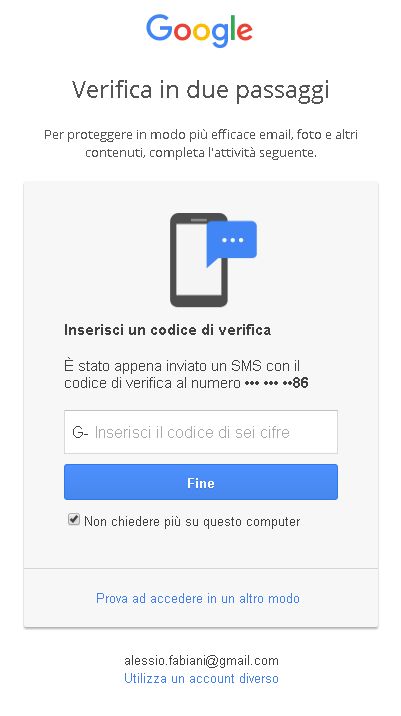 Google
Verifica in due passaggi
Per proteggere in modo più efficace email, foto e altri
contenuti, completa l'attività seguente.
Inserisci un codice di verifica
È stato appena inviato un SMS con il
codice di verifica al numero ••• ••• ••86
G- Inserisci il codice di sei cifre
Fine
Non chiedere più su questo computer
Prova ad accedere in un altro modo
alessio.fabiani@gmail.com
Utilizza un account diverso